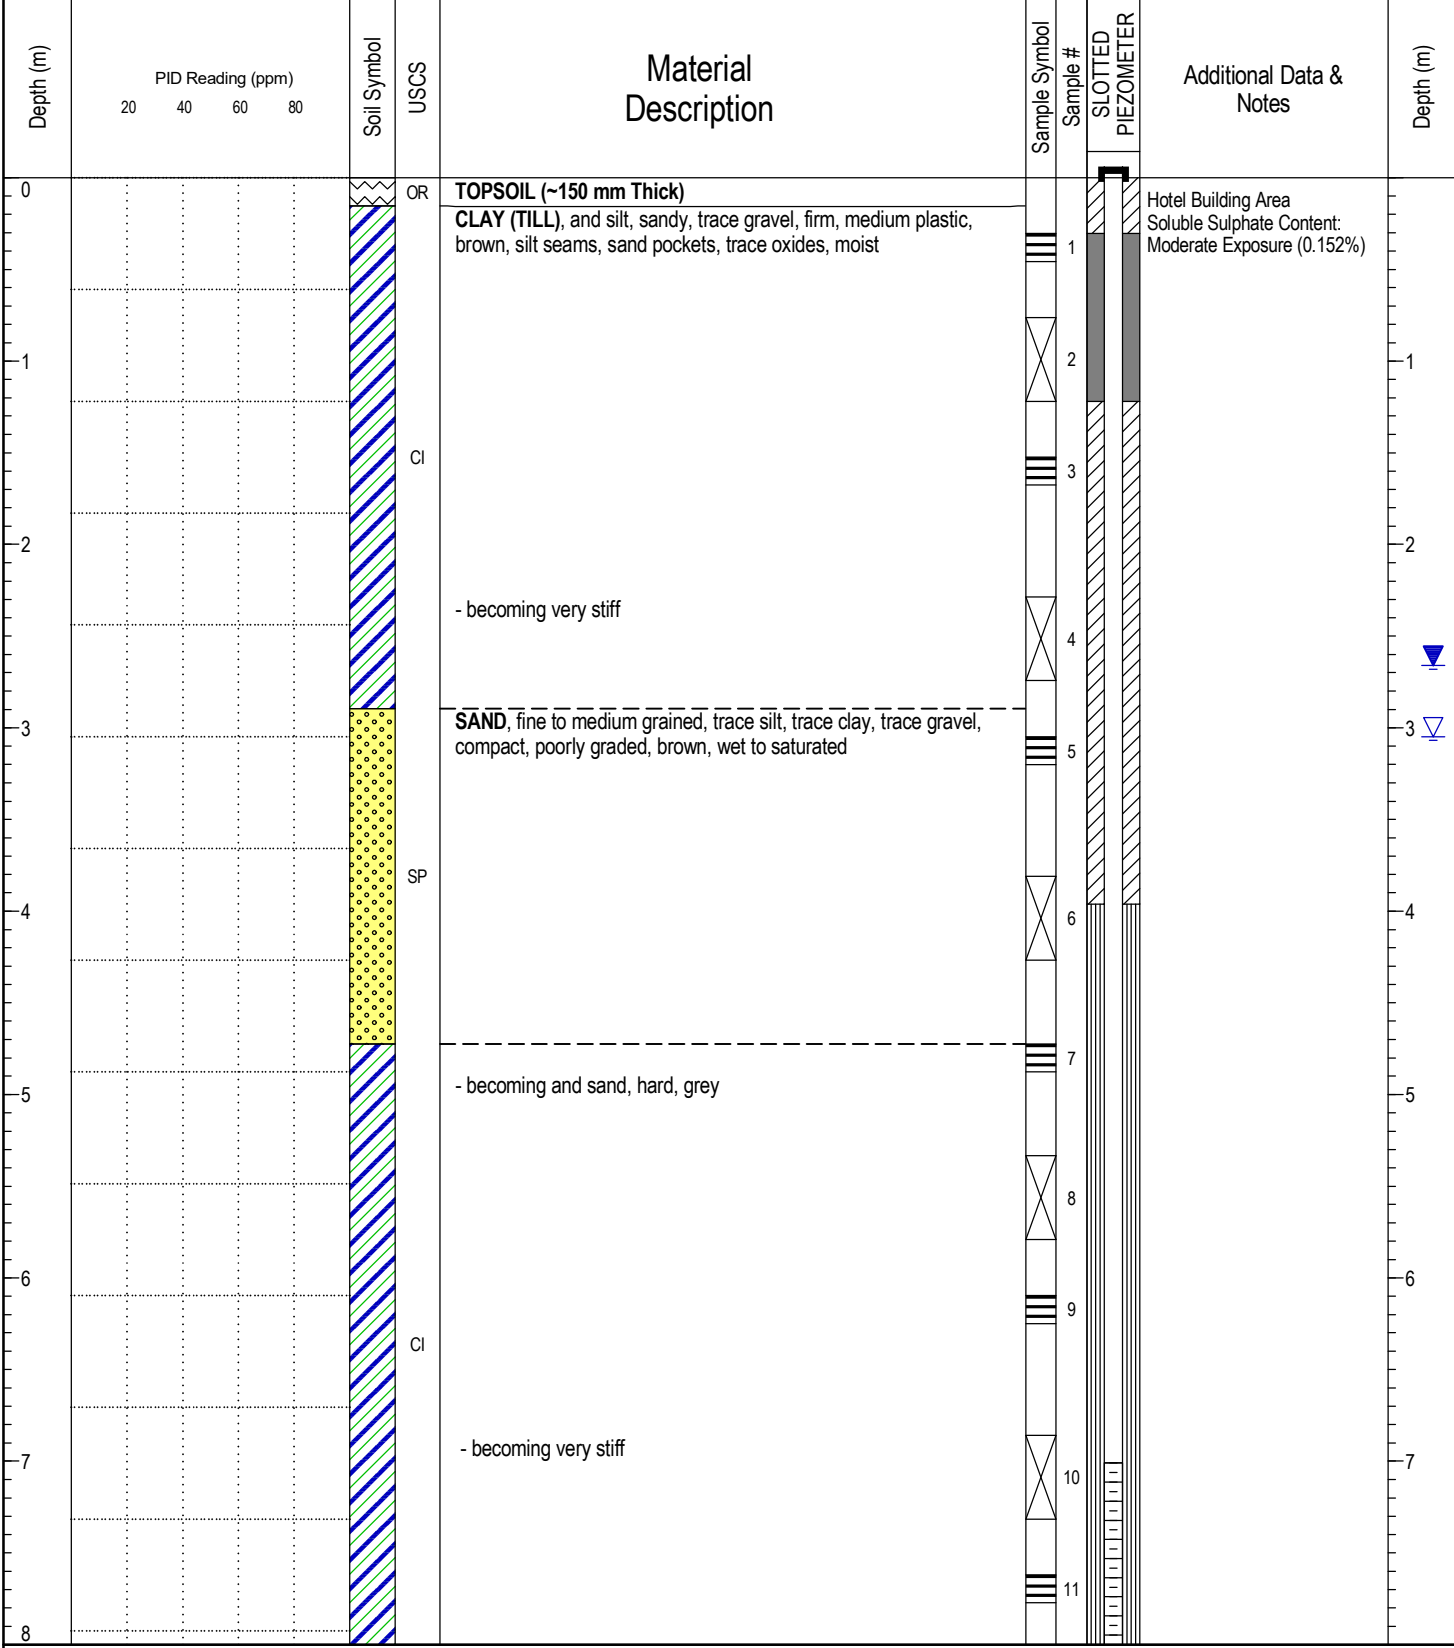 Depth (m)
PID Reading (ppm)
20 40 60 80
Soil Symbol
USCS
Material
Description
Sample Symbol
Sample #
SLOTTED
PIEZOMETER
Additional Data &
Notes
Depth (m)
0
OR
TOPSOIL (~150 mm Thick)
CLAY (TILL), and silt, sandy, trace gravel, firm, medium plastic,
brown, silt seams, sand pockets, trace oxides, moist
1
Hotel Building Area
Soluble Sulphate Content:
Moderate Exposure (0.152%)
1
2
1
CI
3
2
2
- becoming very stiff
4
SAND, fine to medium grained, trace silt, trace clay, trace gravel,
compact, poorly graded, brown, wet to saturated
3
5
3
SP
4
6
4
7
- becoming and sand, hard, grey
5
5
8
6
6
9
CI
- becoming very stiff
7
10
7
11
8